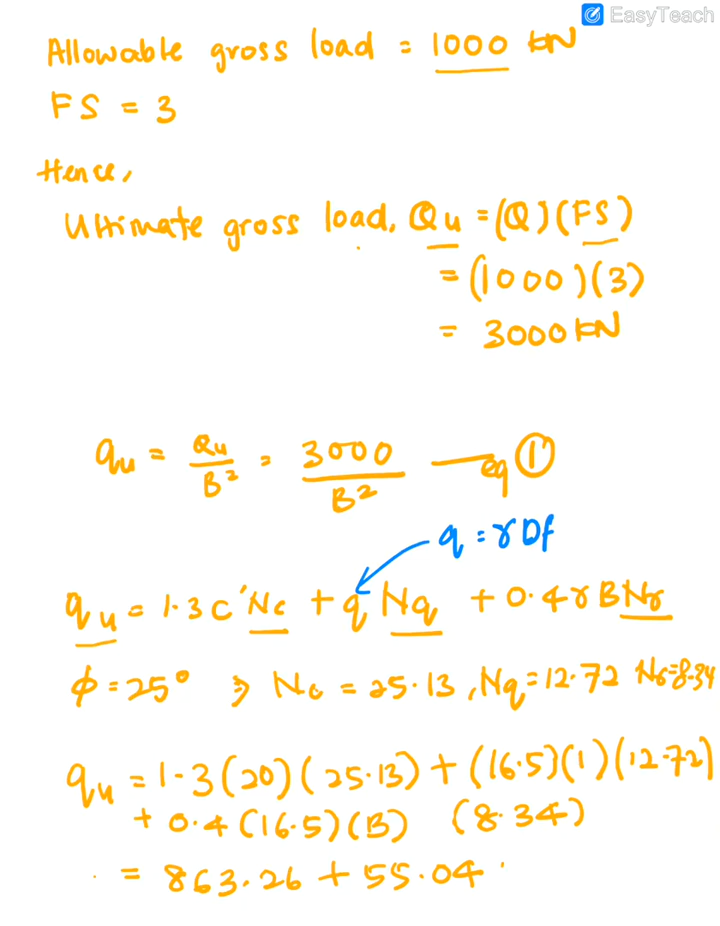 EasyTeach
Allowable gross load = 1000 kN
FS = 3
Hence,
Ultimate gross load, Qu = (Q)(FS)
= (1000)(3)
= 3000 kN
qu = Qu/B² = 3000/B² — eq ①
q = γDf
qu = 1.3c'Nc + qNq + 0.4γBNγ
φ = 25° ⇒ Nc = 25.13, Nq = 12.72 Nγ=8.34
qu = 1.3(20)(25.13) + (16.5)(1)(12.72)
+ 0.4(16.5)(B) (8.34)
= 863.26 + 55.04